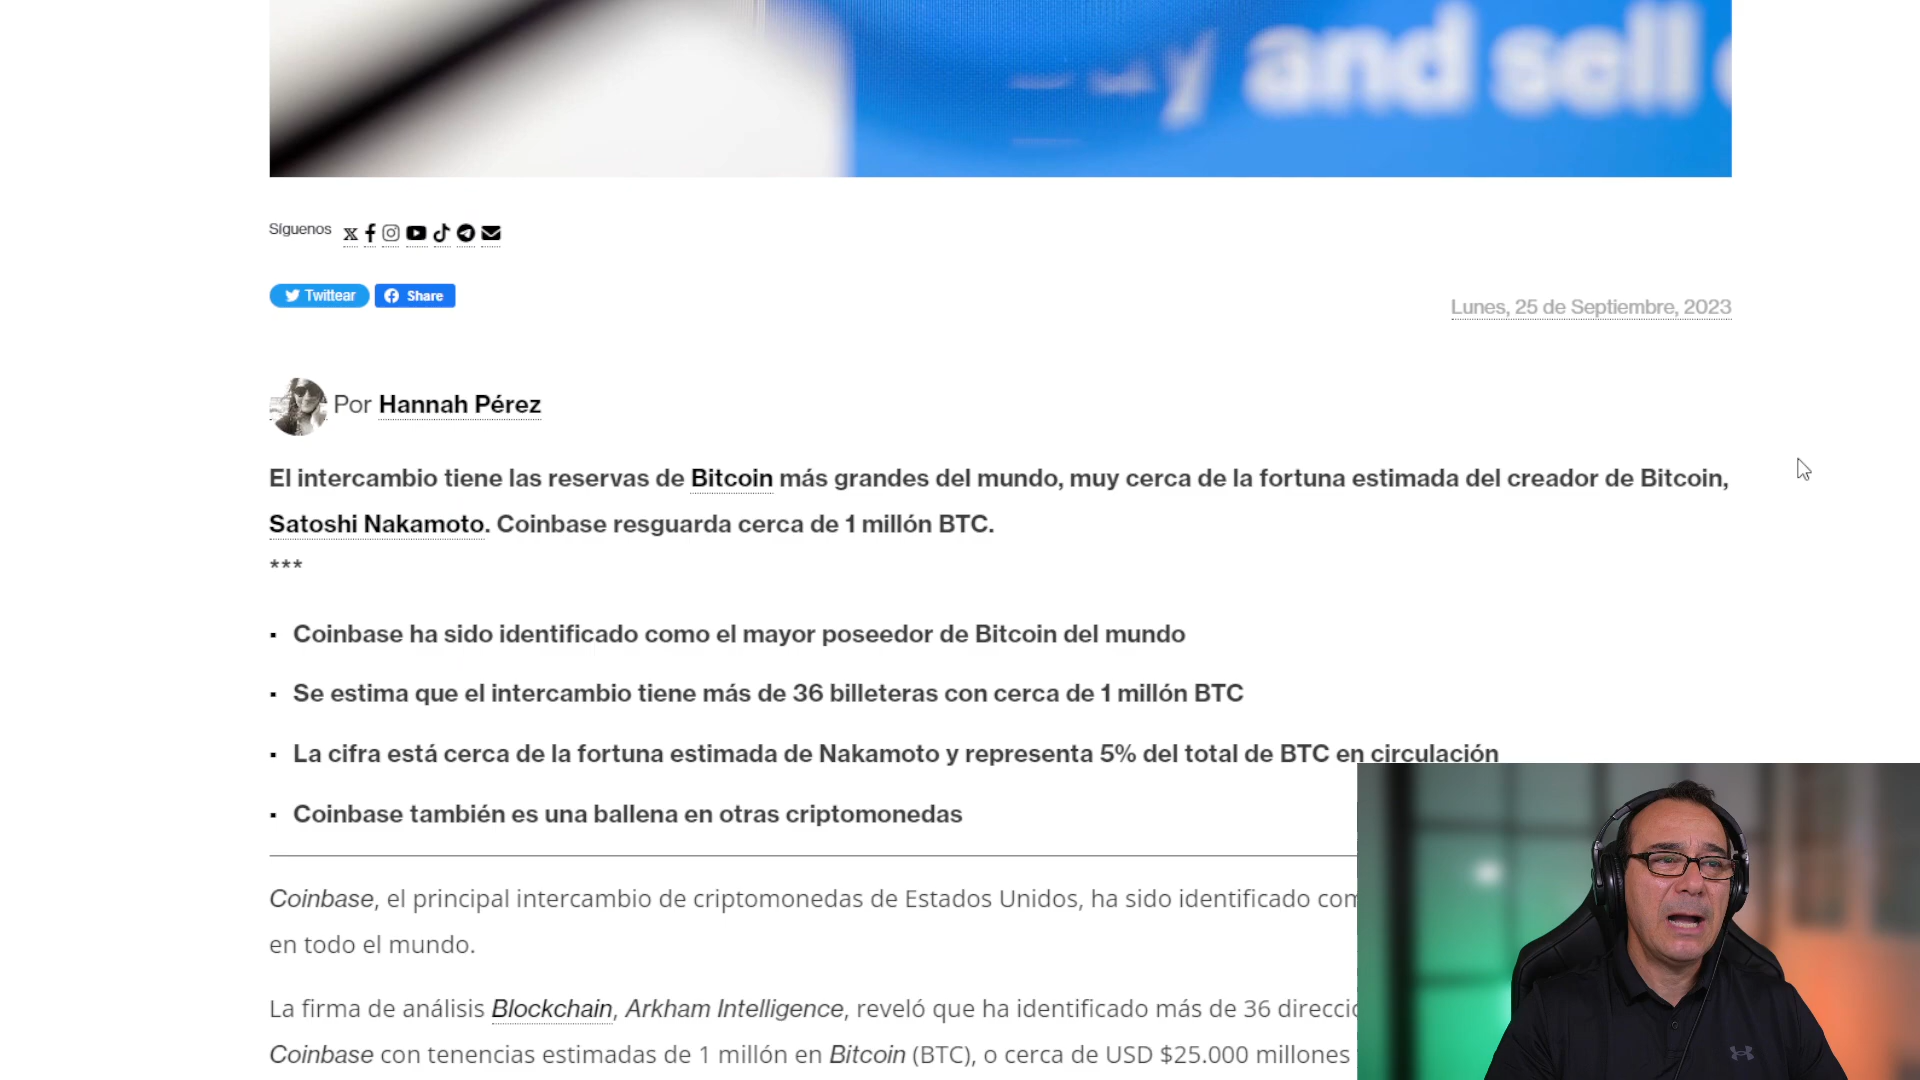 y and sell
Síguenos
Twittear Share
Lunes, 25 de Septiembre, 2023
Por Hannah Pérez
El intercambio tiene las reservas de Bitcoin más grandes del mundo, muy cerca de la fortuna estimada del creador de Bitcoin,
Satoshi Nakamoto. Coinbase resguarda cerca de 1 millón BTC.
***
▪ Coinbase ha sido identificado como el mayor poseedor de Bitcoin del mundo
▪ Se estima que el intercambio tiene más de 36 billeteras con cerca de 1 millón BTC
▪ La cifra está cerca de la fortuna estimada de Nakamoto y representa 5% del total de BTC en circulación
▪ Coinbase también es una ballena en otras criptomonedas
Coinbase, el principal intercambio de criptomonedas de Estados Unidos, ha sido identificado com
en todo el mundo.
La firma de análisis Blockchain, Arkham Intelligence, reveló que ha identificado más de 36 direcci
Coinbase con tenencias estimadas de 1 millón en Bitcoin (BTC), o cerca de USD $25.000 millones